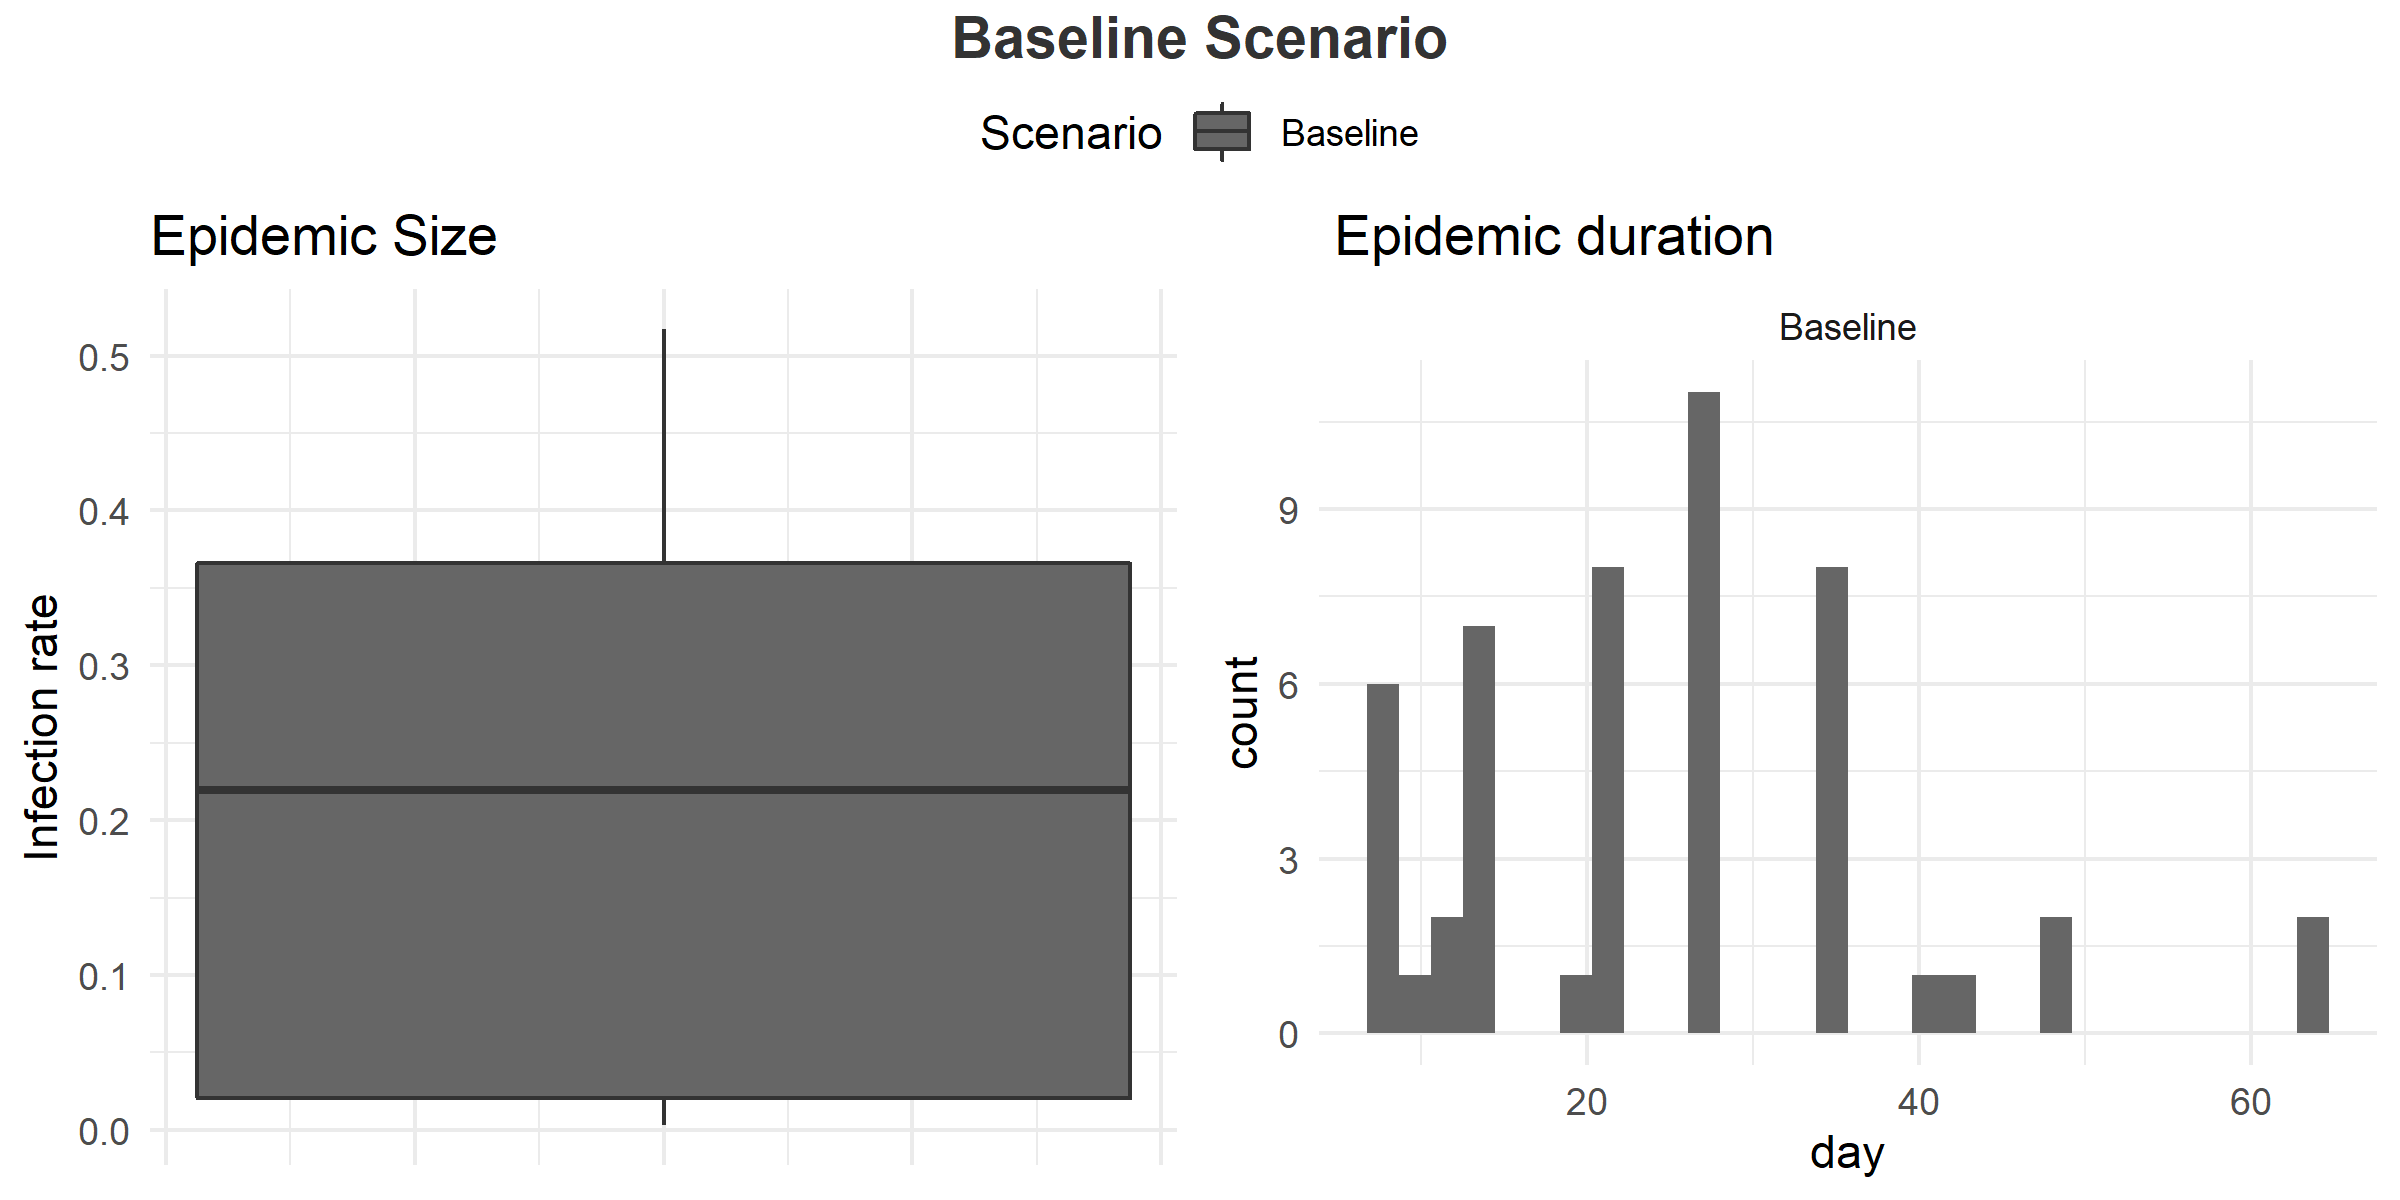 Baseline Scenario
Scenario Baseline
Epidemic Size
Infection rate
0.5
0.4
0.3
0.2
0.1
0.0
Epidemic duration
Baseline
count
9
6
3
0
20 40 60
day